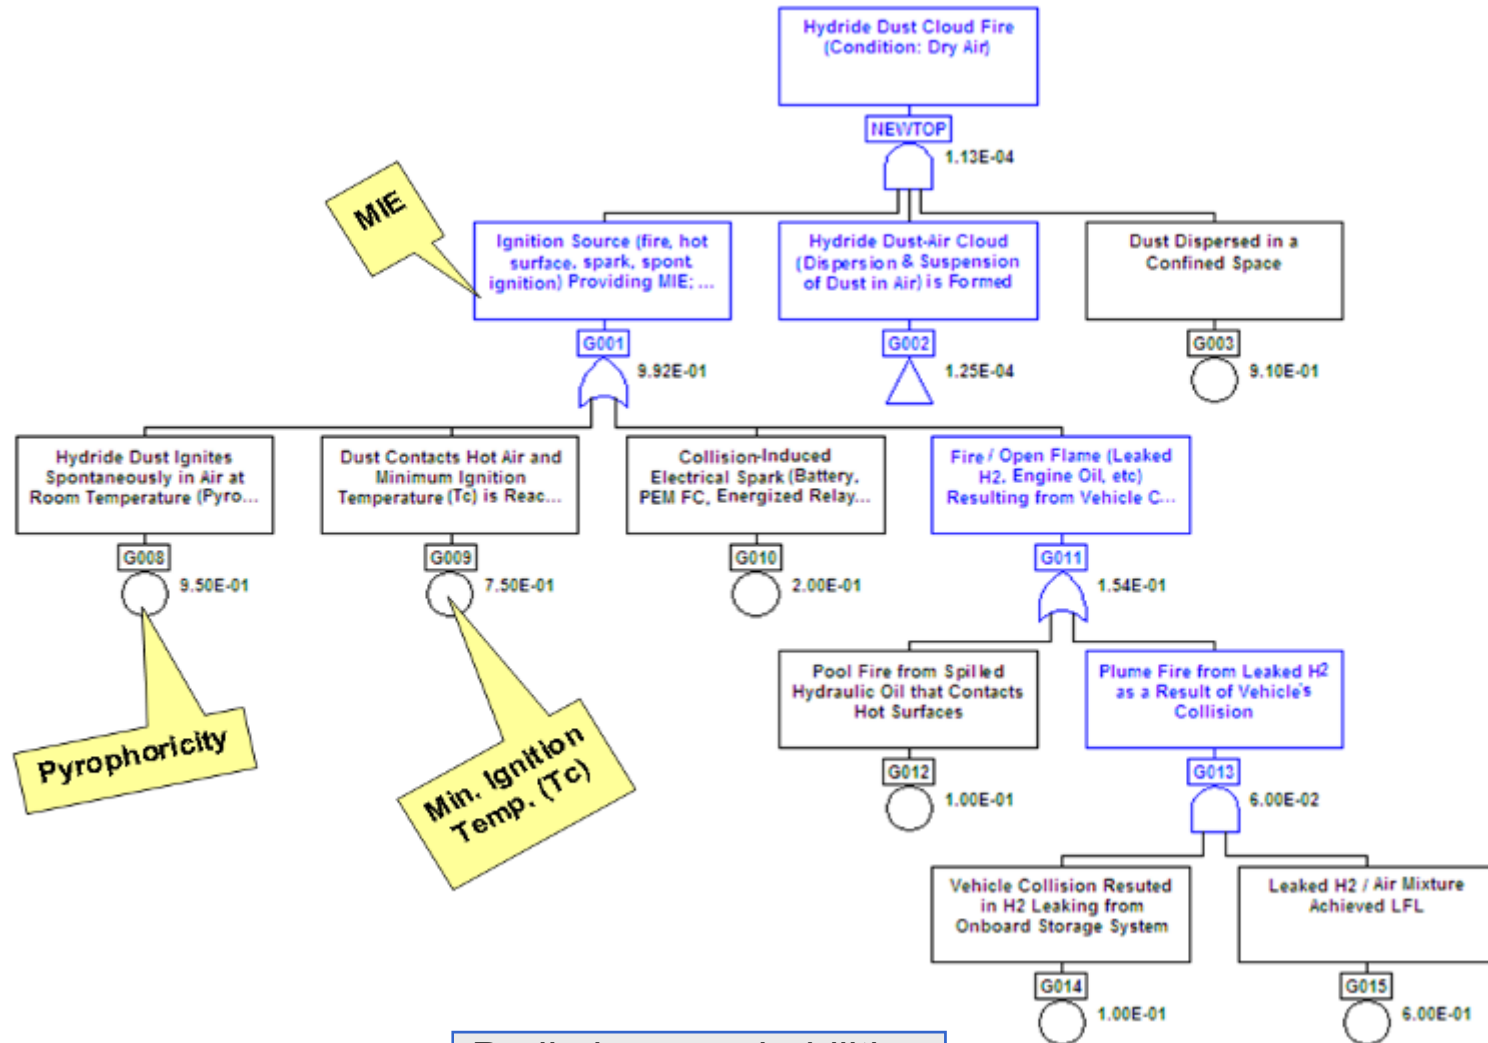 Hydride Dust Cloud Fire
(Condition: Dry Air)
NEWTOP
1.13E-04
MIE
Ignition Source (fire, hot
surface, spark, spont
ignition) Providing MIE; ...
G001
9.92E-01
Hydride Dust-Air Cloud
(Dispersion & Suspension
of Dust in Air) is Formed
G002
1.25E-04
Dust Dispersed in a
Confined Space
G003
9.10E-01
Hydride Dust Ignites
Spontaneously in Air at
Room Temperature (Pyro...
G008
9.50E-01
Dust Contacts Hot Air and
Minimum Ignition
Temperature (Tc) is Reac...
G009
7.50E-01
Collision-Induced
Electrical Spark (Battery,
PEM FC, Energized Relay...
G010
2.00E-01
Fire / Open Flame (Leaked
H2, Engine Oil, etc)
Resulting from Vehicle C...
G011
1.54E-01
Pyrophoricity
Min. Ignition
Temp. (Tc)
Pool Fire from Spilled
Hydraulic Oil that Contacts
Hot Surfaces
G012
1.00E-01
Plume Fire from Leaked H2
as a Result of Vehicle's
Collision
G013
6.00E-02
Vehicle Collision Resuted
in H2 Leaking from
Onboard Storage System
G014
1.00E-01
Leaked H2 / Air Mixture
Achieved LFL
G015
6.00E-01